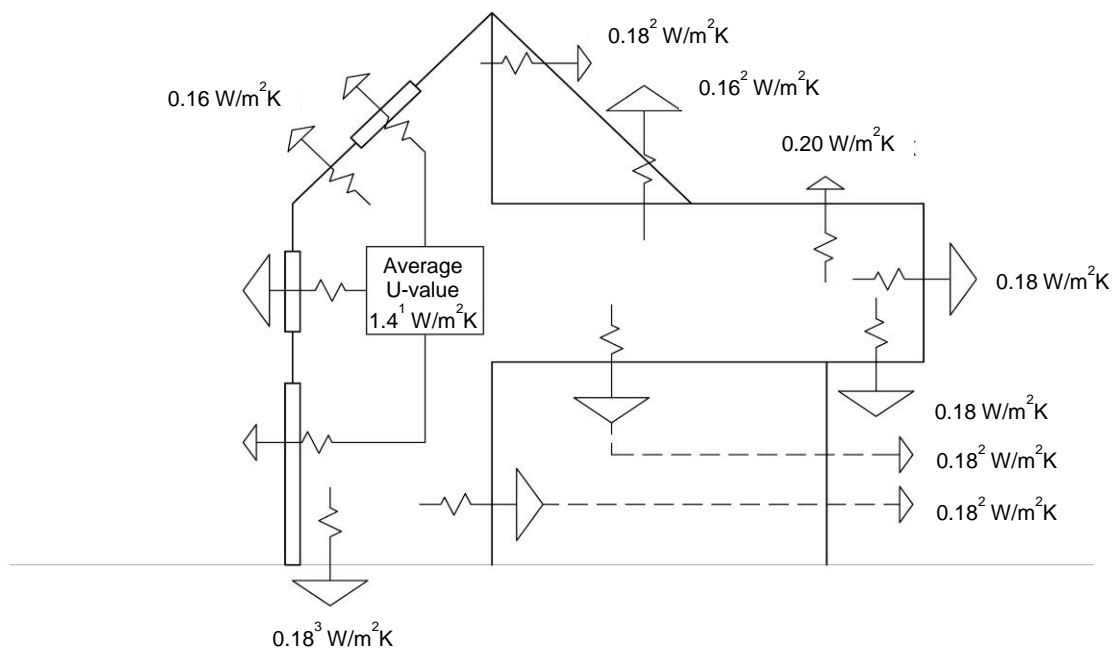 0.18² W/m²K
0.16 W/m²K
0.16² W/m²K
0.20 W/m²K
Average
U-value
1.4¹ W/m²K
0.18 W/m²K
0.18 W/m²K
0.18² W/m²K
0.18² W/m²K
0.18³ W/m²K